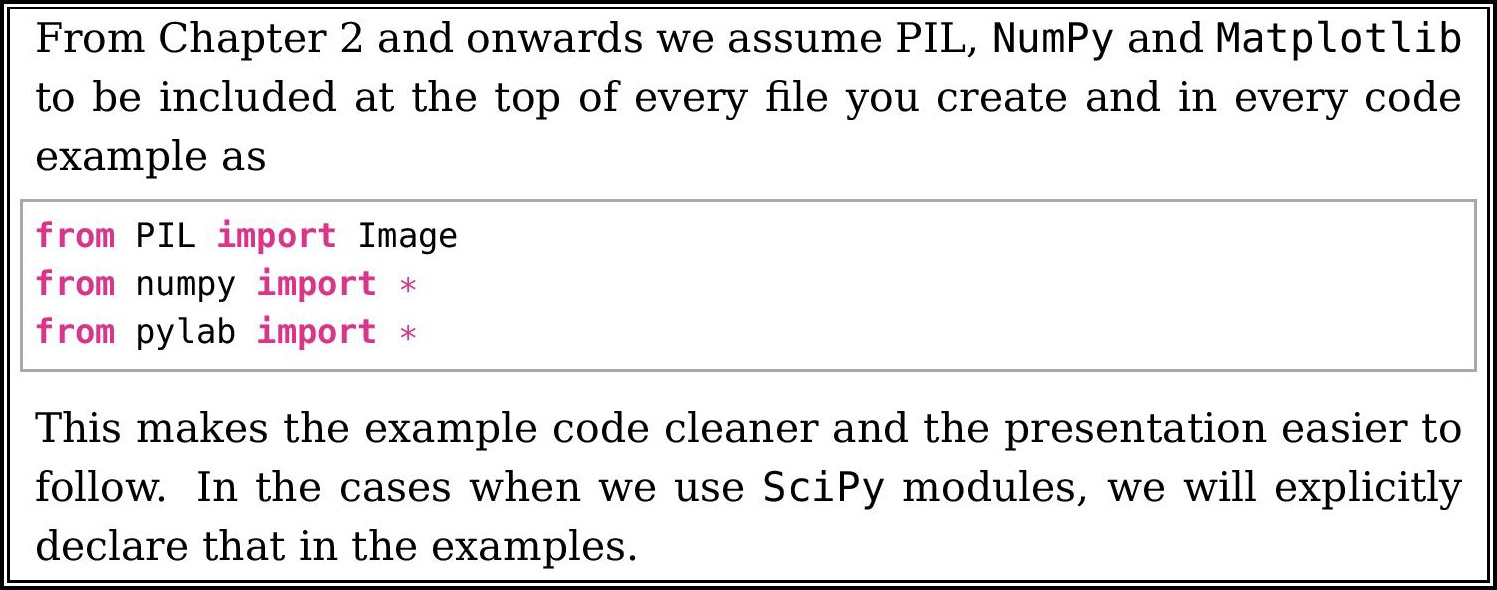 From Chapter 2 and onwards we assume PIL, NumPy and Matplotlib
to be included at the top of every file you create and in every code
example as
from PIL import Image
from numpy import *
from pylab import *
This makes the example code cleaner and the presentation easier to
follow. In the cases when we use SciPy modules, we will explicitly
declare that in the examples.